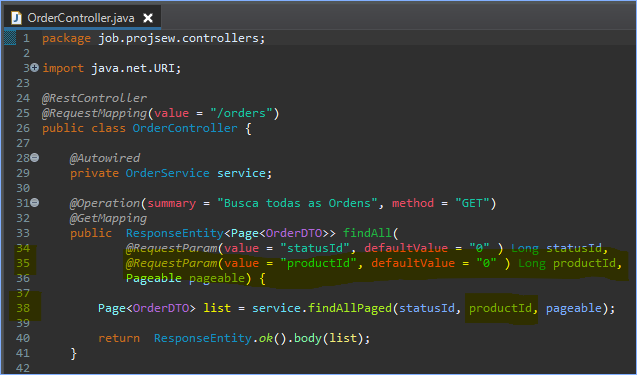 OrderController.java
1 package job.projsew.controllers;
2
3 import java.net.URI;
23
24 @RestController
25 @RequestMapping(value = "/orders")
26 public class OrderController {
27
28 @Autowired
29 private OrderService service;
30
31 @Operation(summary = "Busca todas as Ordens", method = "GET")
32 @GetMapping
33 public  ResponseEntity<Page<OrderDTO>> findAll(
34 @RequestParam(value = "statusId", defaultValue = "0" ) Long statusId,
35 @RequestParam(value = "productId", defaultValue = "0" ) Long productId,
36 Pageable pageable) {
37
38 Page<OrderDTO> list = service.findAllPaged(statusId, productId, pageable);
39
40 return  ResponseEntity.ok().body(list);
41 }
42